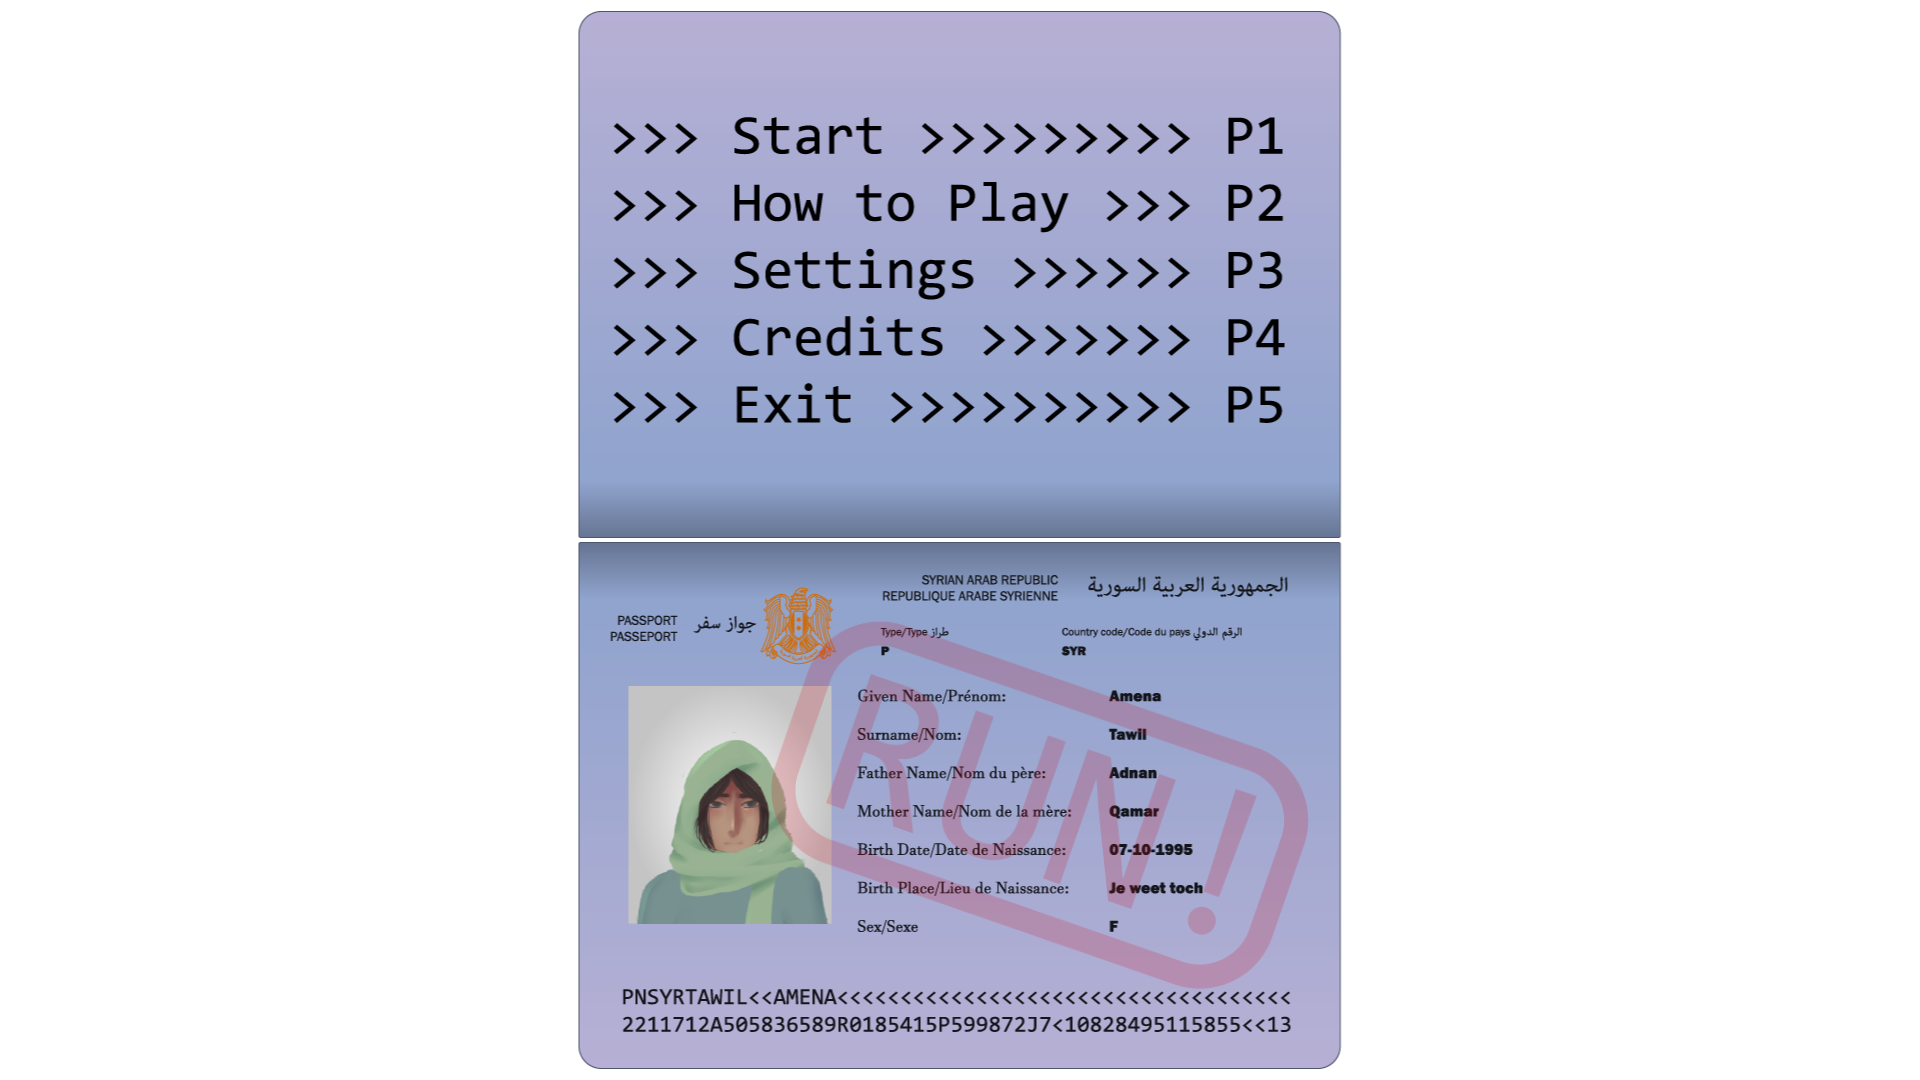 >>> Start >>>>>>>>> P1
>>> How to Play >>> P2
>>> Settings >>>>>> P3
>>> Credits >>>>>>> P4
>>> Exit >>>>>>>>>> P5
SYRIAN ARAB REPUBLIC
REPUBLIQUE ARABE SYRIENNE
الجمهورية العربية السورية
PASSPORT
PASSEPORT
جواز سفر
Type/Type طراز
P
Country code/Code du pays الرقم الدولي
SYR
Given Name/Prénom: Amena
Surname/Nom: Tawil
Father Name/Nom du père: Adnan
Mother Name/Nom de la mère: Qamar
Birth Date/Date de Naissance: 07-10-1995
Birth Place/Lieu de Naissance: Je weet toch
Sex/Sexe F
RUN!
PNSYRTAWIL<<AMENA<<<<<<<<<<<<<<<<<<<<<<<<<<<<<<<<<<<<
2211712A505836589R0185415P599872J7<10828495115855<<13